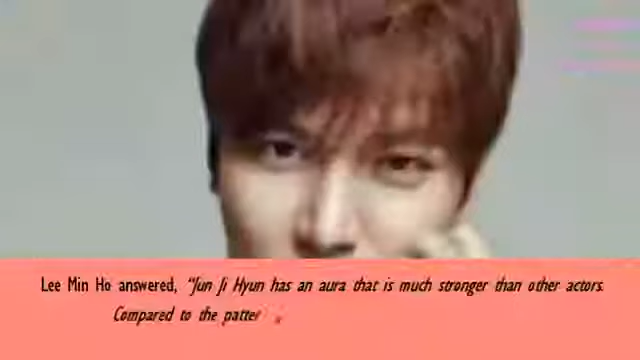 Lee Min Ho answered, "Jun Ji Hyun has an aura that is much stronger than other actors.
Compared to the patter